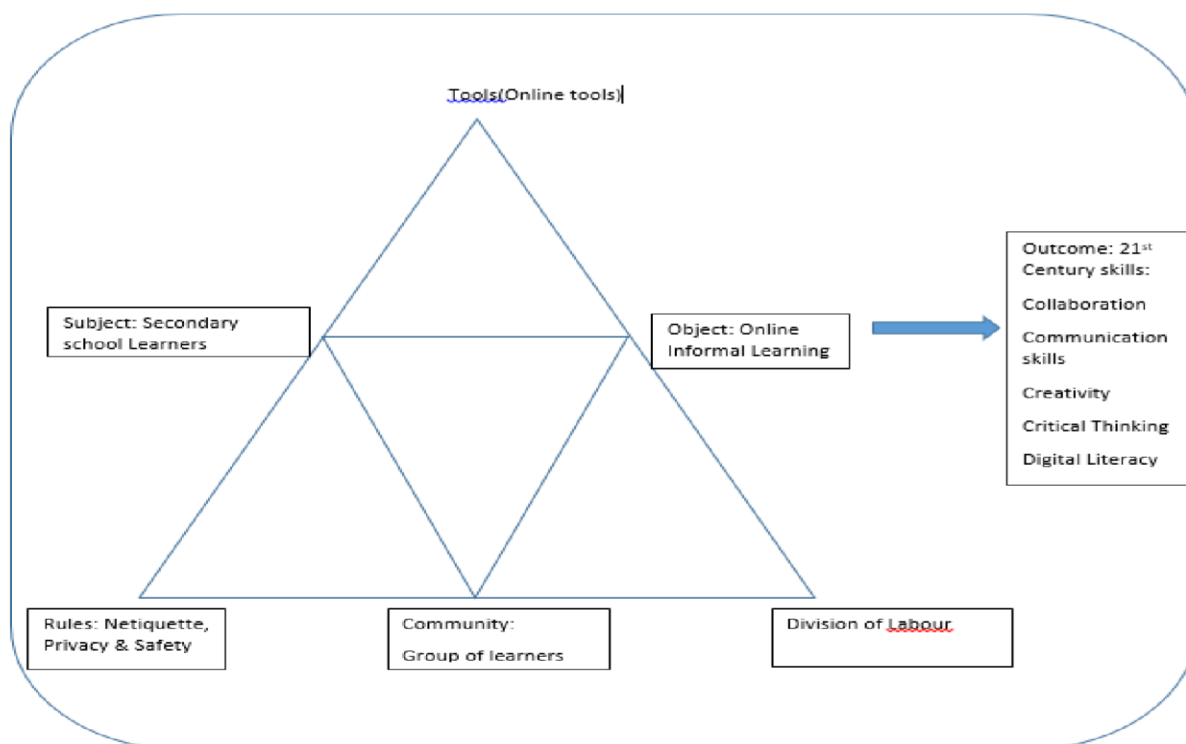 Tools(Online tools)
Subject: Secondary
school Learners
Object: Online
Informal Learning
Outcome: 21st
Century skills:
Collaboration
Communication
skills
Creativity
Critical Thinking
Digital Literacy
Rules: Netiquette,
Privacy & Safety
Community:
Group of learners
Division of Labour